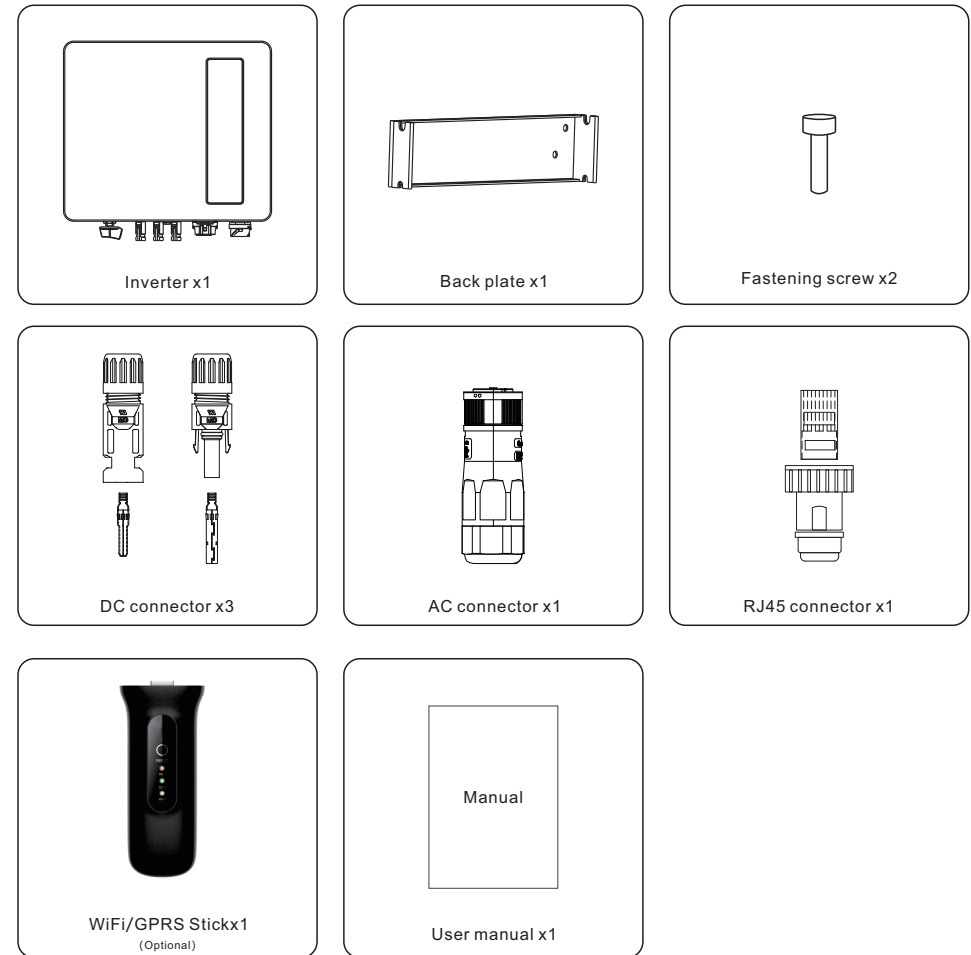 Inverter x1
Back plate x1
Fastening screw x2
DC connector x3
AC connector x1
RJ45 connector x1
WiFi/GPRS Stickx1
(Optional)
Manual
User manual x1